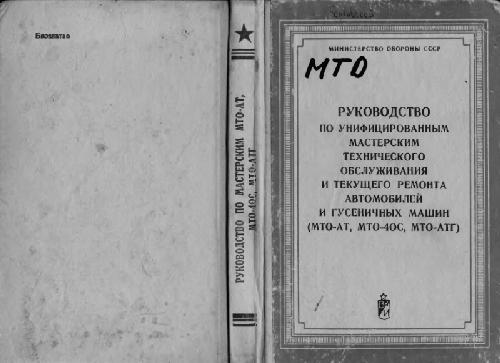 Бесплатно
РУКОВОДСТВО ПО МАСТЕРСКИМ МТО-АТ,
МТО-4ОС, МТО-АТГ
МИНИСТЕРСТВО ОБОРОНЫ СССР
МТО
РУКОВОДСТВО
ПО УНИФИЦИРОВАННЫМ
МАСТЕРСКИМ
ТЕХНИЧЕСКОГО
ОБСЛУЖИВАНИЯ
И ТЕКУЩЕГО РЕМОНТА
АВТОМОБИЛЕЙ
И ГУСЕНИЧНЫХ МАШИН
(МТО-АТ, МТО-4ОС, МТО-АТГ)